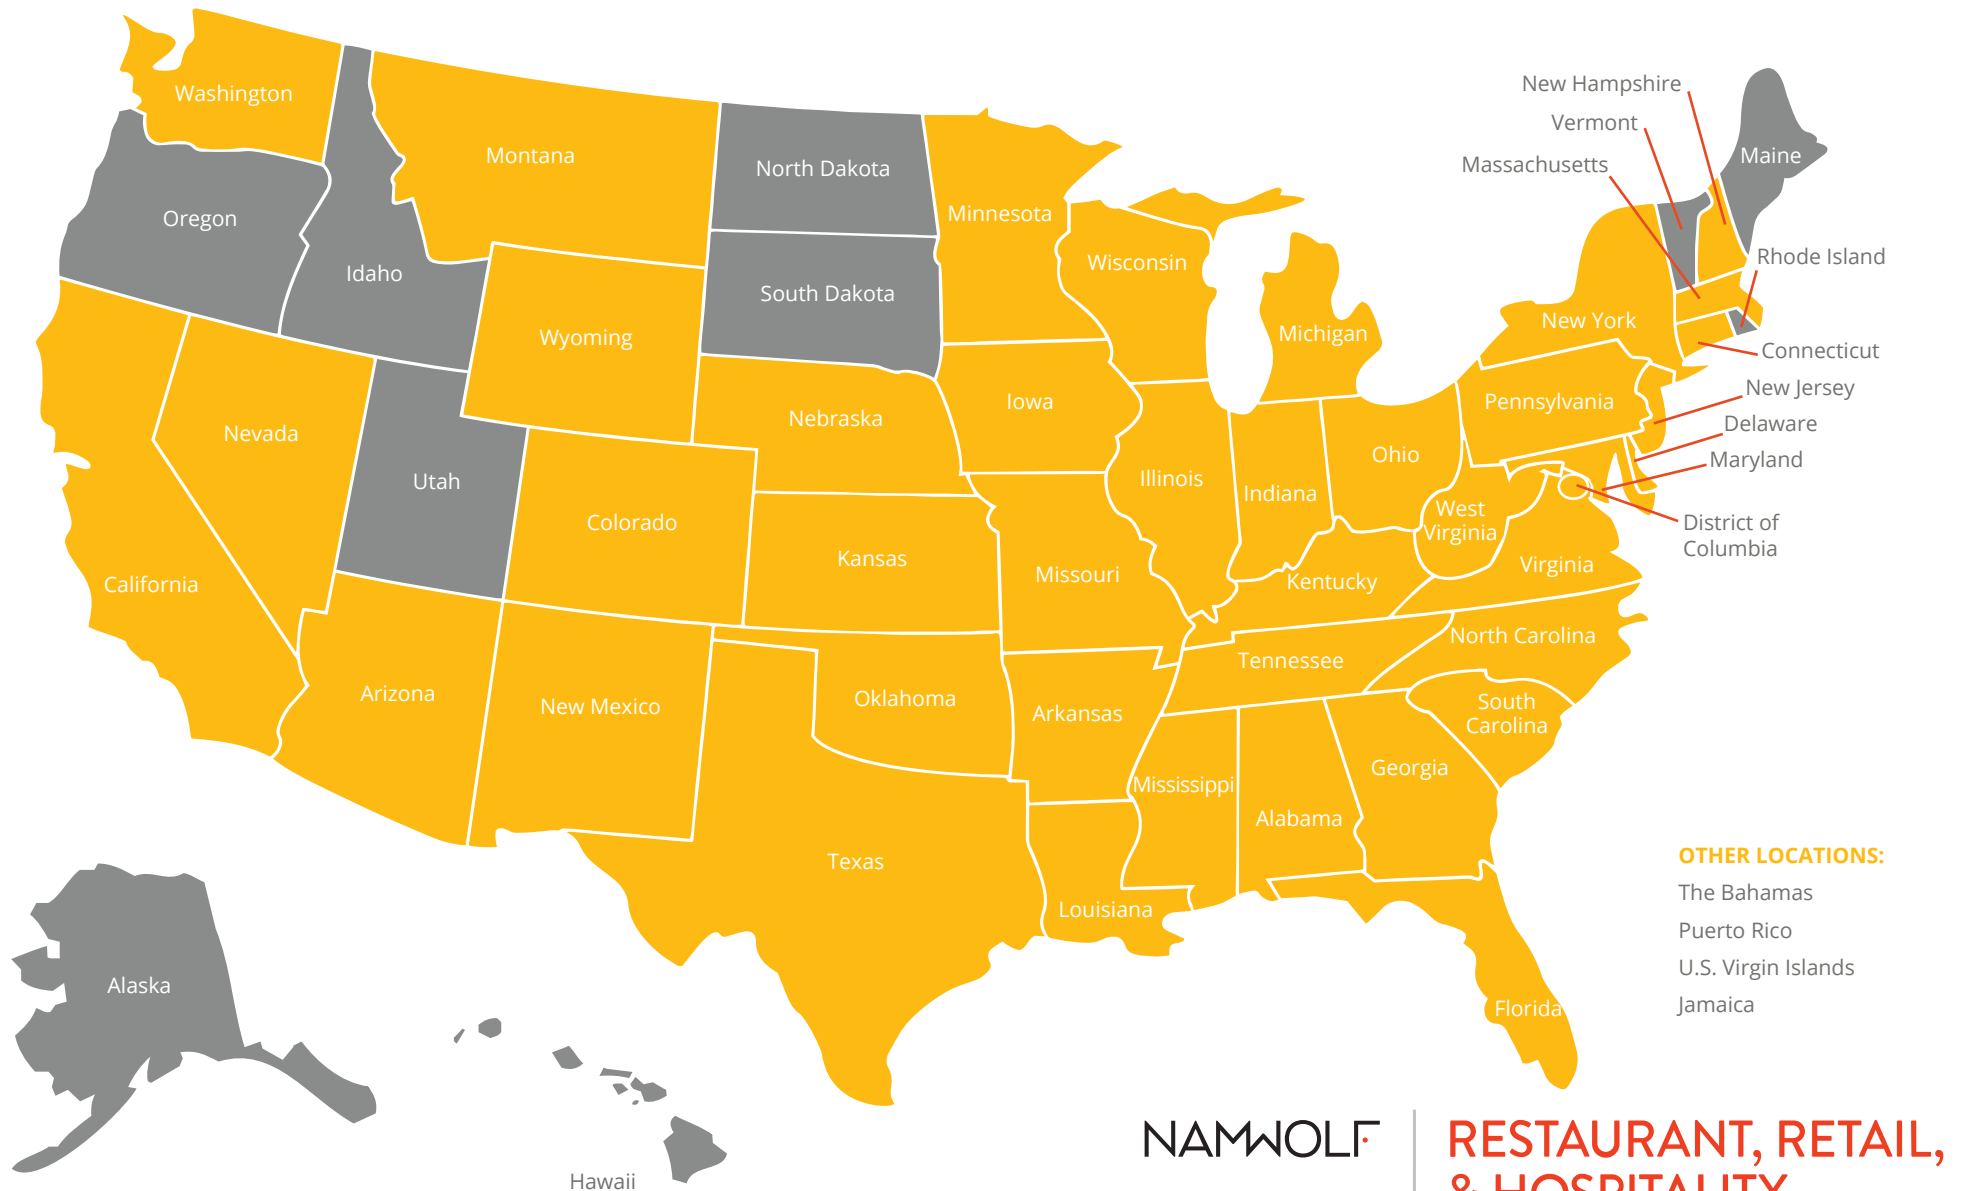 Washington
Montana
North Dakota
Minnesota
Oregon
Idaho
South Dakota
Wisconsin
Wyoming
Michigan
New Hampshire
Vermont
Massachusetts
Maine
Rhode Island
New York
Connecticut
New Jersey
Pennsylvania
Delaware
Maryland
District of
Columbia
Nevada
Utah
Nebraska
Iowa
Illinois
Indiana
Ohio
West
Virginia
Virginia
California
Colorado
Kansas
Missouri
Kentucky
North Carolina
Tennessee
South
Carolina
Arizona
New Mexico
Oklahoma
Arkansas
Mississippi
Alabama
Georgia
Texas
Louisiana
Florida
Alaska
Hawaii
OTHER LOCATIONS:
The Bahamas
Puerto Rico
U.S. Virgin Islands
Jamaica
NAMWOLF
RESTAURANT, RETAIL,
& HOSPITALITY